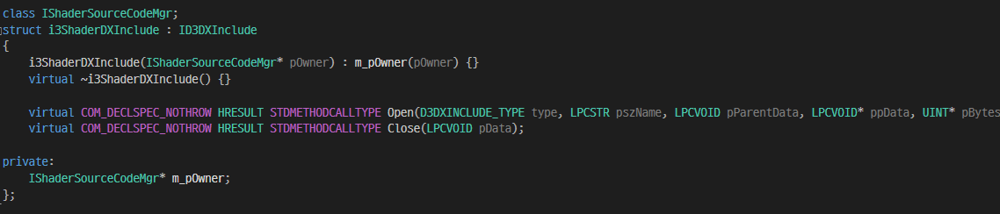 class IShaderSourceCodeMgr;
struct i3ShaderDXInclude : ID3DXInclude
{
i3ShaderDXInclude(IShaderSourceCodeMgr* pOwner) : m_pOwner(pOwner) {}
virtual ~i3ShaderDXInclude() {}
virtual COM_DECLSPEC_NOTHROW HRESULT STDMETHODCALLTYPE Open(D3DXINCLUDE_TYPE type, LPCSTR pszName, LPCVOID pParentData, LPCVOID* ppData, UINT* pBytes
virtual COM_DECLSPEC_NOTHROW HRESULT STDMETHODCALLTYPE Close(LPCVOID pData);
private:
IShaderSourceCodeMgr* m_pOwner;
};